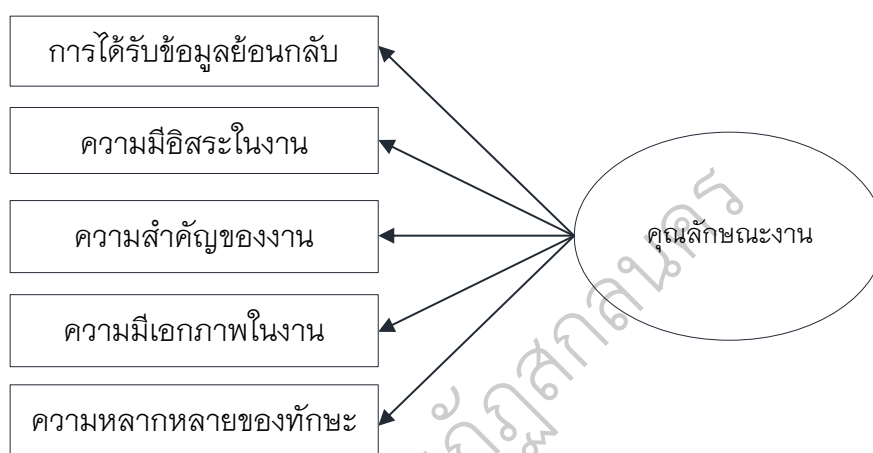 การได้รับข้อมูลย้อนกลับ
ความมีอิสระในงาน
ความสำคัญของงาน
คุณลักษณะงาน
ความมีเอกภาพในงาน
ความหลากหลายของทักษะ